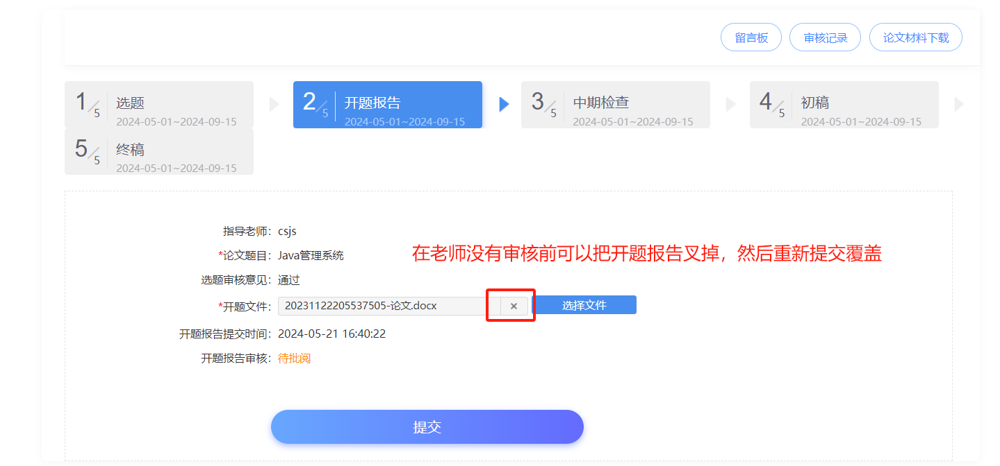 留言板 审核记录 论文材料下载
1/5 选题 2/5 开题报告 3/5 中期检查 4/5 初稿
2024-05-01~2024-09-15 2024-05-01~2024-09-15 2024-05-01~2024-09-15 2024-05-01~2024-09-15
5/5 终稿
2024-05-01~2024-09-15
指导老师：csjs
在老师没有审核前可以把开题报告叉掉，然后重新提交覆盖
*论文题目：Java管理系统
选题审核意见：通过
*开题文件：20231122205537505-论文.docx × 选择文件
开题报告提交时间：2024-05-21 16:40:22
开题报告审核：待批阅
提交